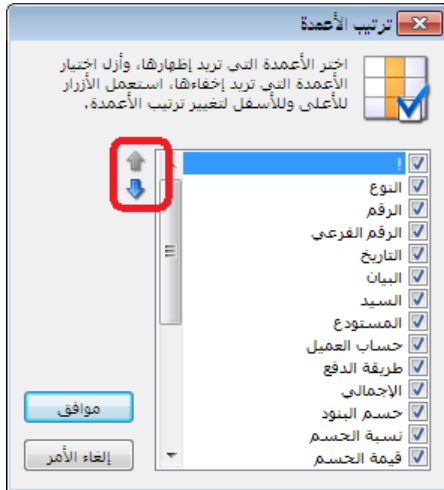 ترتيب الأعمدة
اختر الأعمدة التي تريد إظهارها، وأزل اختيار
الأعمدة التي تريد إخفاءها، استعمل الأزرار
للأعلى وللأسفل لتغيير ترتيب الأعمدة.
!
النوع
الرقم
الرقم الفرعي
التاريخ
البيان
السيد
المستودع
حساب العميل
طريقة الدفع
الإجمالي
حسم البنود
نسبة الحسم
قيمة الحسم
موافق
إلغاء الأمر